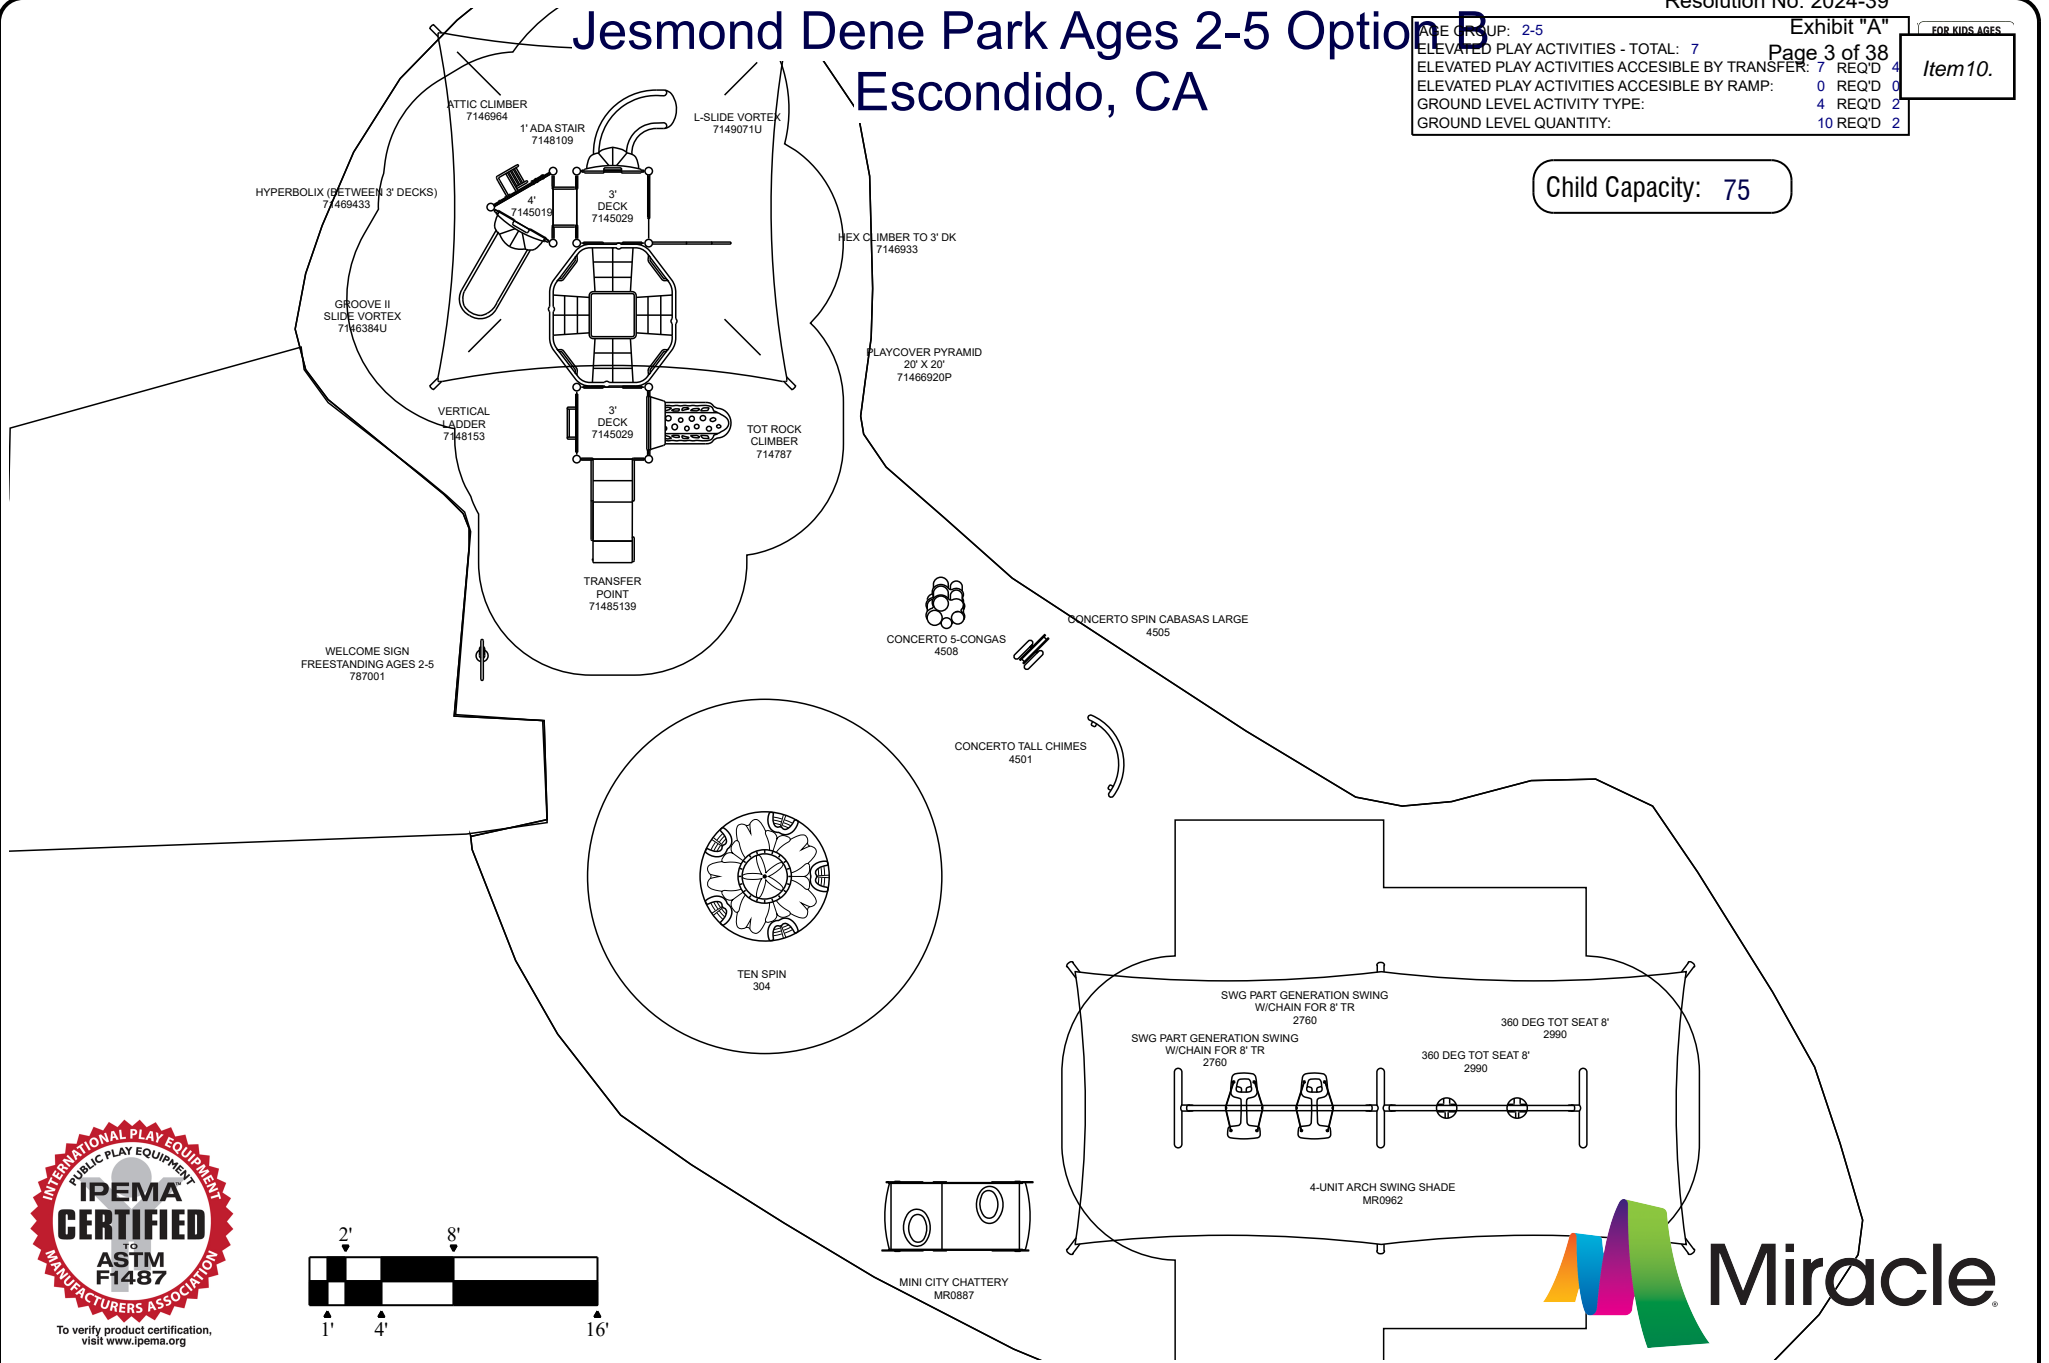 Resolution No. 2024-39
Exhibit "A"
Page 3 of 38
Item10.
FOR KIDS AGES
Jesmond Dene Park Ages 2-5 Option B
Escondido, CA
AGE GROUP: 2-5
ELEVATED PLAY ACTIVITIES - TOTAL: 7
ELEVATED PLAY ACTIVITIES ACCESIBLE BY TRANSFER: 7 REQ'D 4
ELEVATED PLAY ACTIVITIES ACCESIBLE BY RAMP: 0 REQ'D 0
GROUND LEVEL ACTIVITY TYPE: 4 REQ'D 2
GROUND LEVEL QUANTITY: 10 REQ'D 2
Child Capacity: 75
ATTIC CLIMBER
7146964
1' ADA STAIR
7148109
L-SLIDE VORTEX
7149071U
HYPERBOLIX (BETWEEN 3' DECKS)
71469433
4'
7145019
3'
DECK
7145029
HEX CLIMBER TO 3' DK
7146933
GROOVE II
SLIDE VORTEX
7146384U
PLAYCOVER PYRAMID
20' X 20'
71466920P
VERTICAL
LADDER
7148153
3'
DECK
7145029
TOT ROCK
CLIMBER
714787
TRANSFER
POINT
71485139
WELCOME SIGN
FREESTANDING AGES 2-5
787001
CONCERTO 5-CONGAS
4508
CONCERTO SPIN CABASAS LARGE
4505
CONCERTO TALL CHIMES
4501
TEN SPIN
304
SWG PART GENERATION SWING
W/CHAIN FOR 8' TR
2760
SWG PART GENERATION SWING
W/CHAIN FOR 8' TR
2760
360 DEG TOT SEAT 8'
2990
360 DEG TOT SEAT 8'
2990
4-UNIT ARCH SWING SHADE
MR0962
MINI CITY CHATTERY
MR0887
INTERNATIONAL PLAY EQUIPMENT
PUBLIC PLAY EQUIPMENT
IPEMA™
CERTIFIED
TO
ASTM
F1487
MANUFACTURERS ASSOCIATION
To verify product certification,
visit www.ipema.org
2' 8'
1' 4' 16'
Miracle®